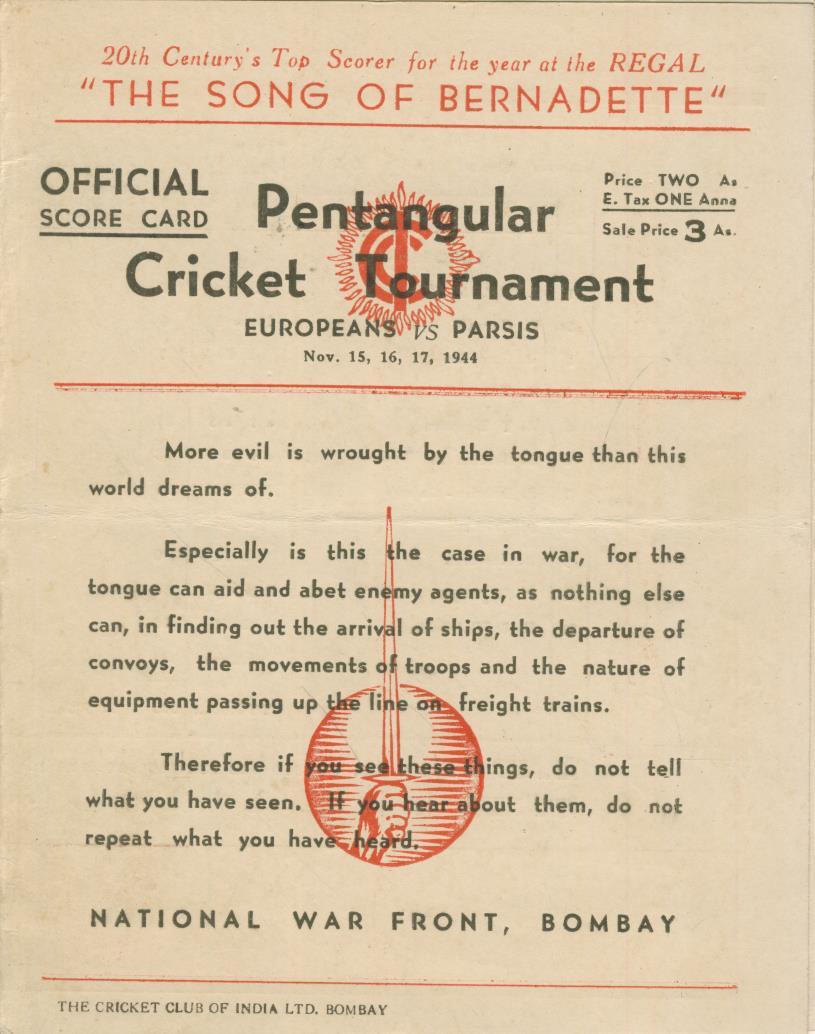 20th Century's Top Scorer for the year at the REGAL
"THE SONG OF BERNADETTE"
OFFICIAL
SCORE CARD
Price TWO As
E. Tax ONE Anna
Sale Price 3 As.
Pentangular
Cricket Tournament
EUROPEANS VS PARSIS
Nov. 15, 16, 17, 1944
More evil is wrought by the tongue than this
world dreams of.
Especially is this the case in war, for the
tongue can aid and abet enemy agents, as nothing else
can, in finding out the arrival of ships, the departure of
convoys, the movements of troops and the nature of
equipment passing up the line on freight trains.
Therefore if you see these things, do not tell
what you have seen. If you hear about them, do not
repeat what you have heard.
NATIONAL WAR FRONT, BOMBAY
THE CRICKET CLUB OF INDIA LTD. BOMBAY